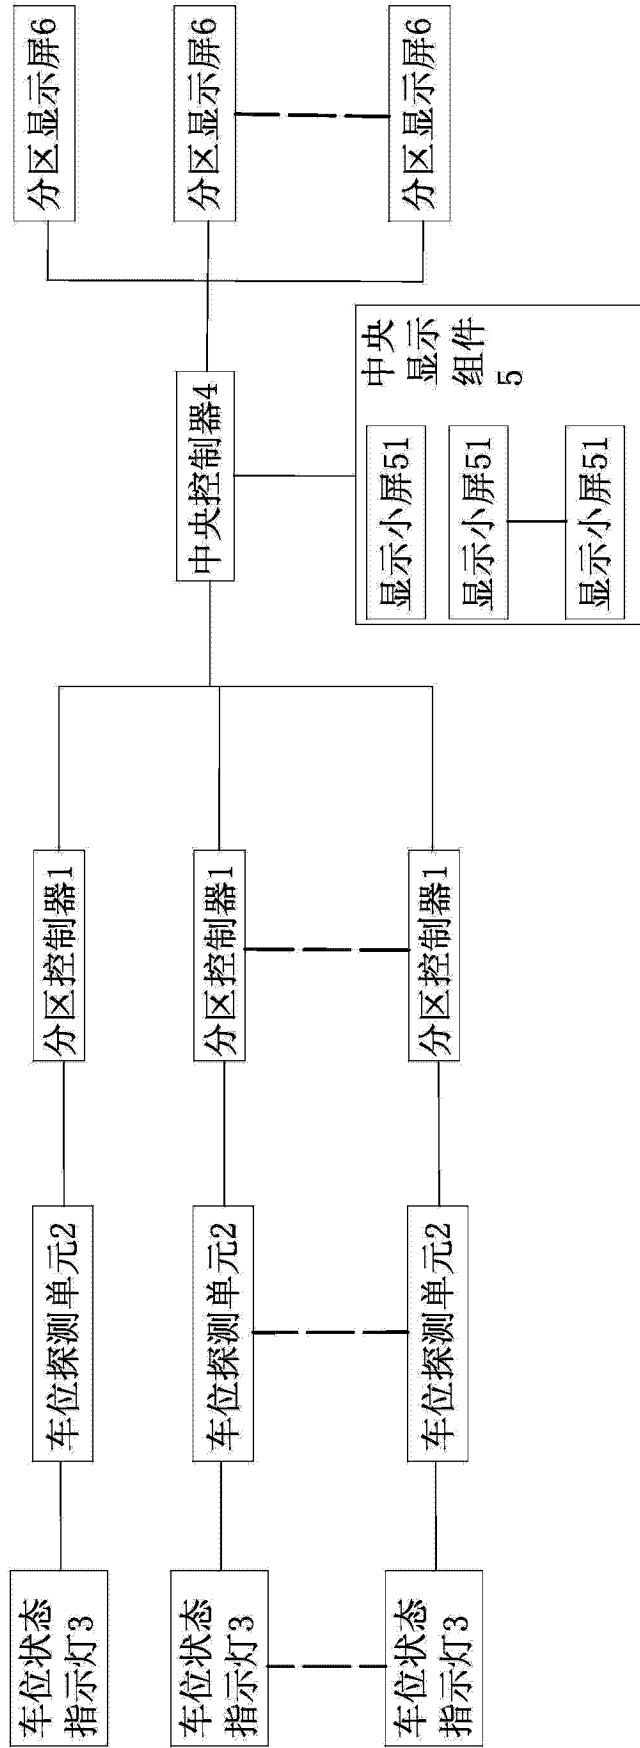 车位状态
指示灯3
车位探测单元2
分区控制器1
中央控制器4
分区显示屏6
车位状态
指示灯3
车位探测单元2
分区控制器1
分区显示屏6
车位状态
指示灯3
车位探测单元2
分区控制器1
分区显示屏6
中央
显示
组件
5
显示小屏51
显示小屏51
显示小屏51